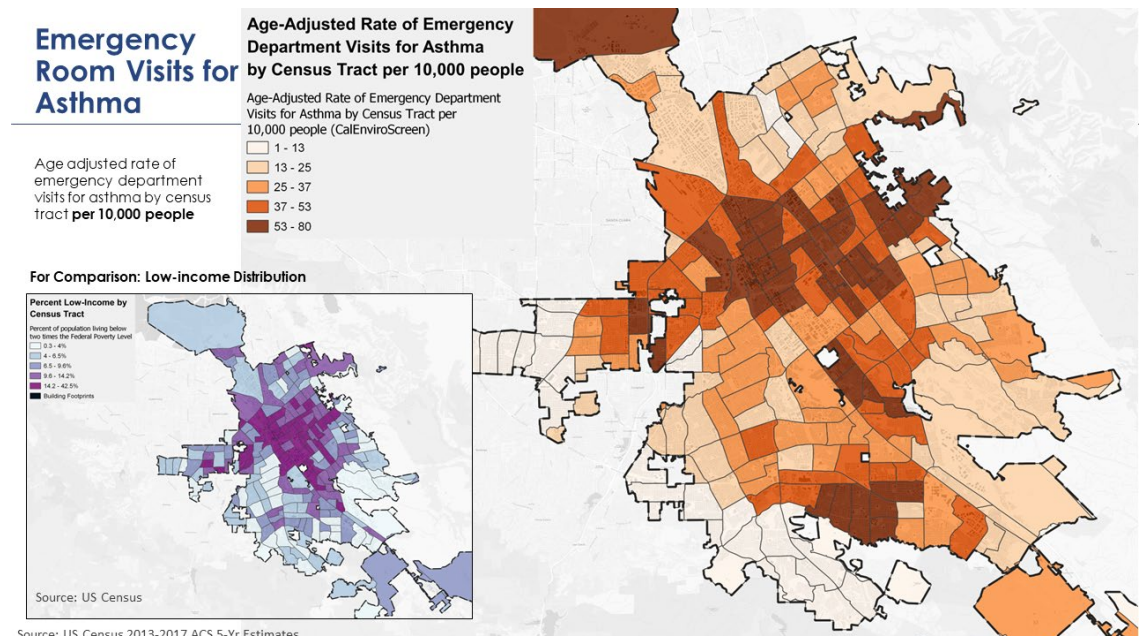 Emergency
Room Visits for
Asthma
Age adjusted rate of
emergency department
visits for asthma by census
tract per 10,000 people
Age-Adjusted Rate of Emergency
Department Visits for Asthma
by Census Tract per 10,000 people
Age-Adjusted Rate of Emergency Department
Visits for Asthma by Census Tract per
10,000 people (CalEnviroScreen)
1 - 13
13 - 25
25 - 37
37 - 53
53 - 80
For Comparison: Low-income Distribution
Percent Low-Income by
Census Tract
Percent of population living below
two times the Federal Poverty Level
0.3 - 4%
4 - 6.5%
6.5 - 9.6%
9.6 - 14.2%
14.2 - 42.5%
Building Footprints
Source: US Census
Source: US Census 2013-2017 ACS 5-Yr Estimates